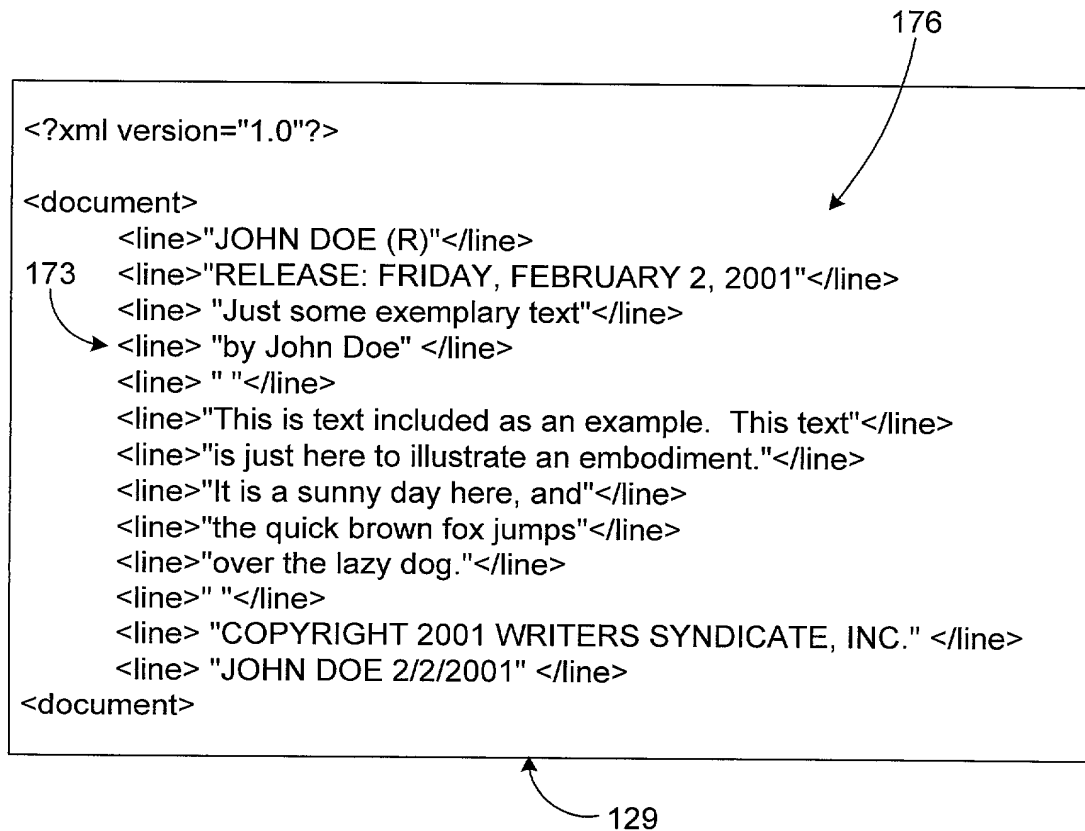 176
<?xml version="1.0"?>
<document>
<line>"JOHN DOE (R)"</line>
173 <line>"RELEASE: FRIDAY, FEBRUARY 2, 2001"</line>
<line> "Just some exemplary text"</line>
<line> "by John Doe" </line>
<line> " "</line>
<line>"This is text included as an example.  This text"</line>
<line>"is just here to illustrate an embodiment."</line>
<line>"It is a sunny day here, and"</line>
<line>"the quick brown fox jumps"</line>
<line>"over the lazy dog."</line>
<line>" "</line>
<line> "COPYRIGHT 2001 WRITERS SYNDICATE, INC." </line>
<line> "JOHN DOE 2/2/2001" </line>
<document>
129